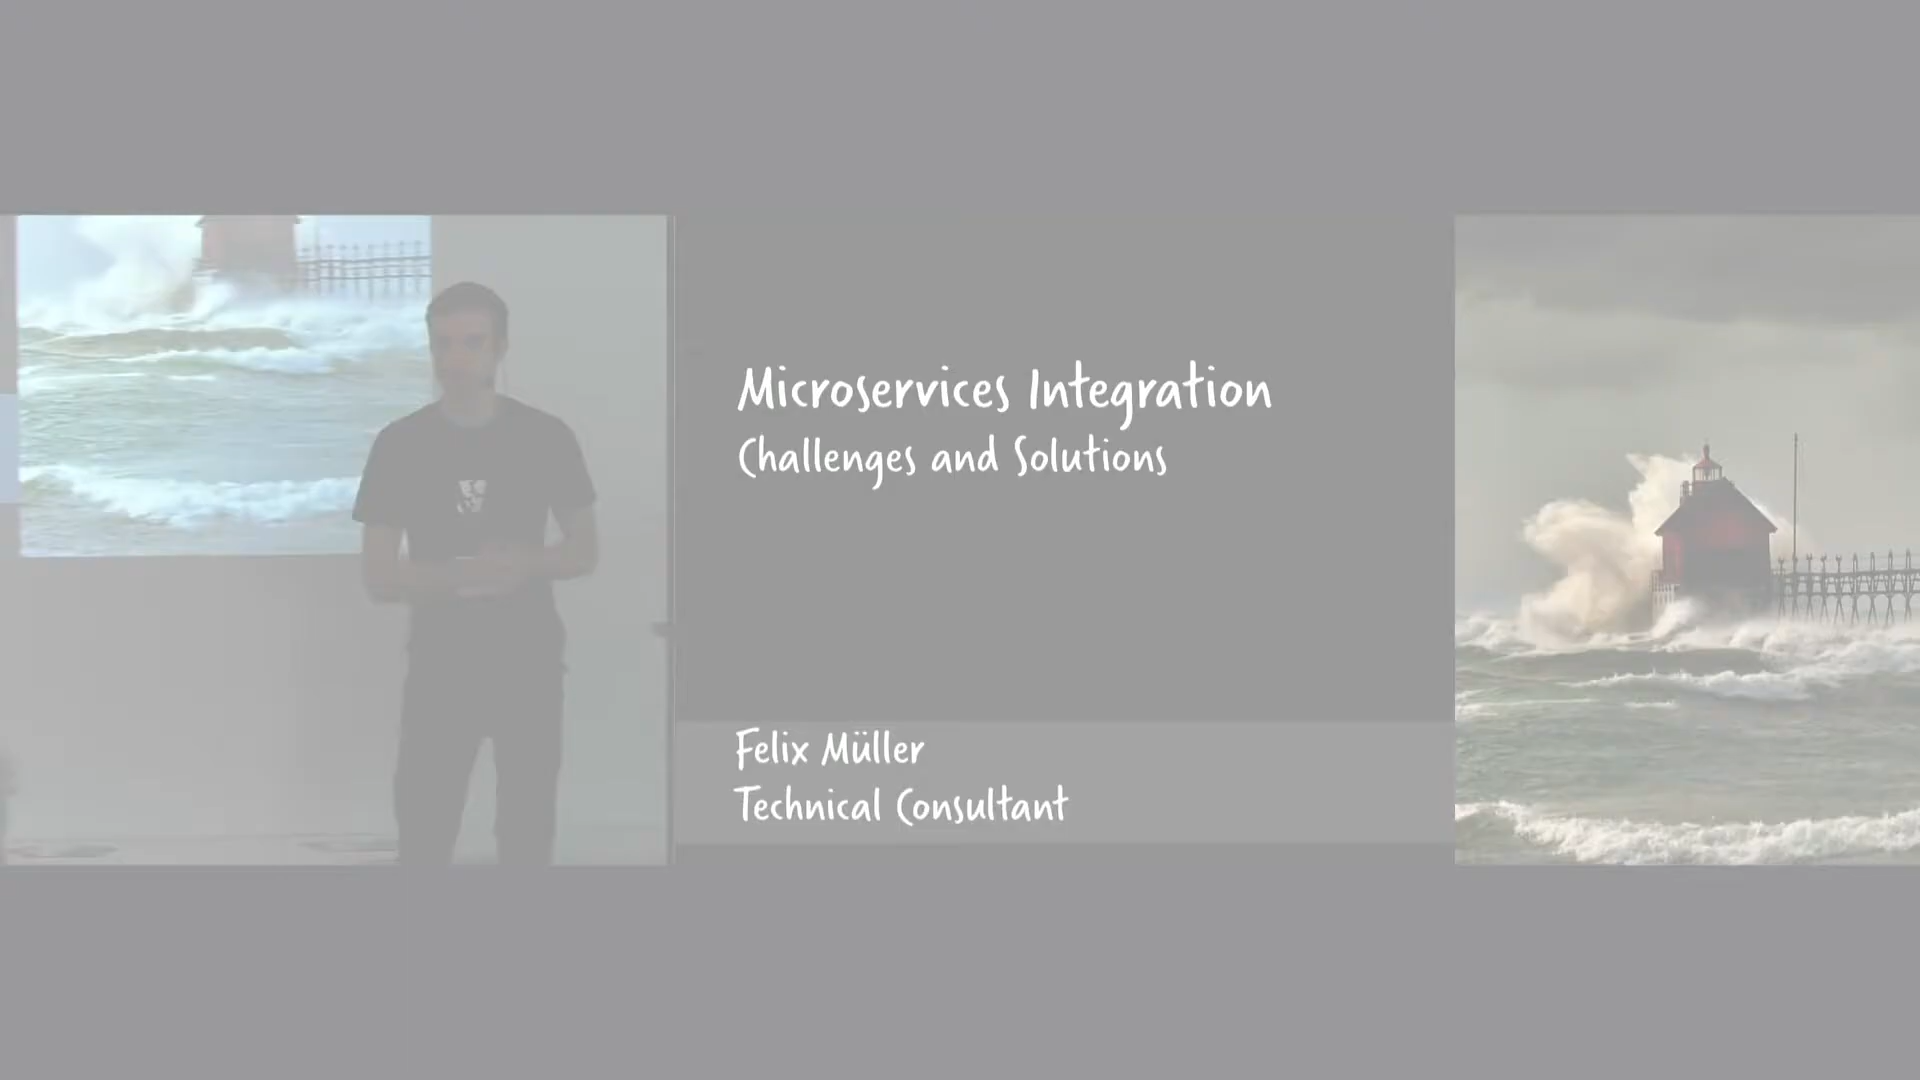 Microservices Integration
Challenges and Solutions
Felix Müller
Technical Consultant